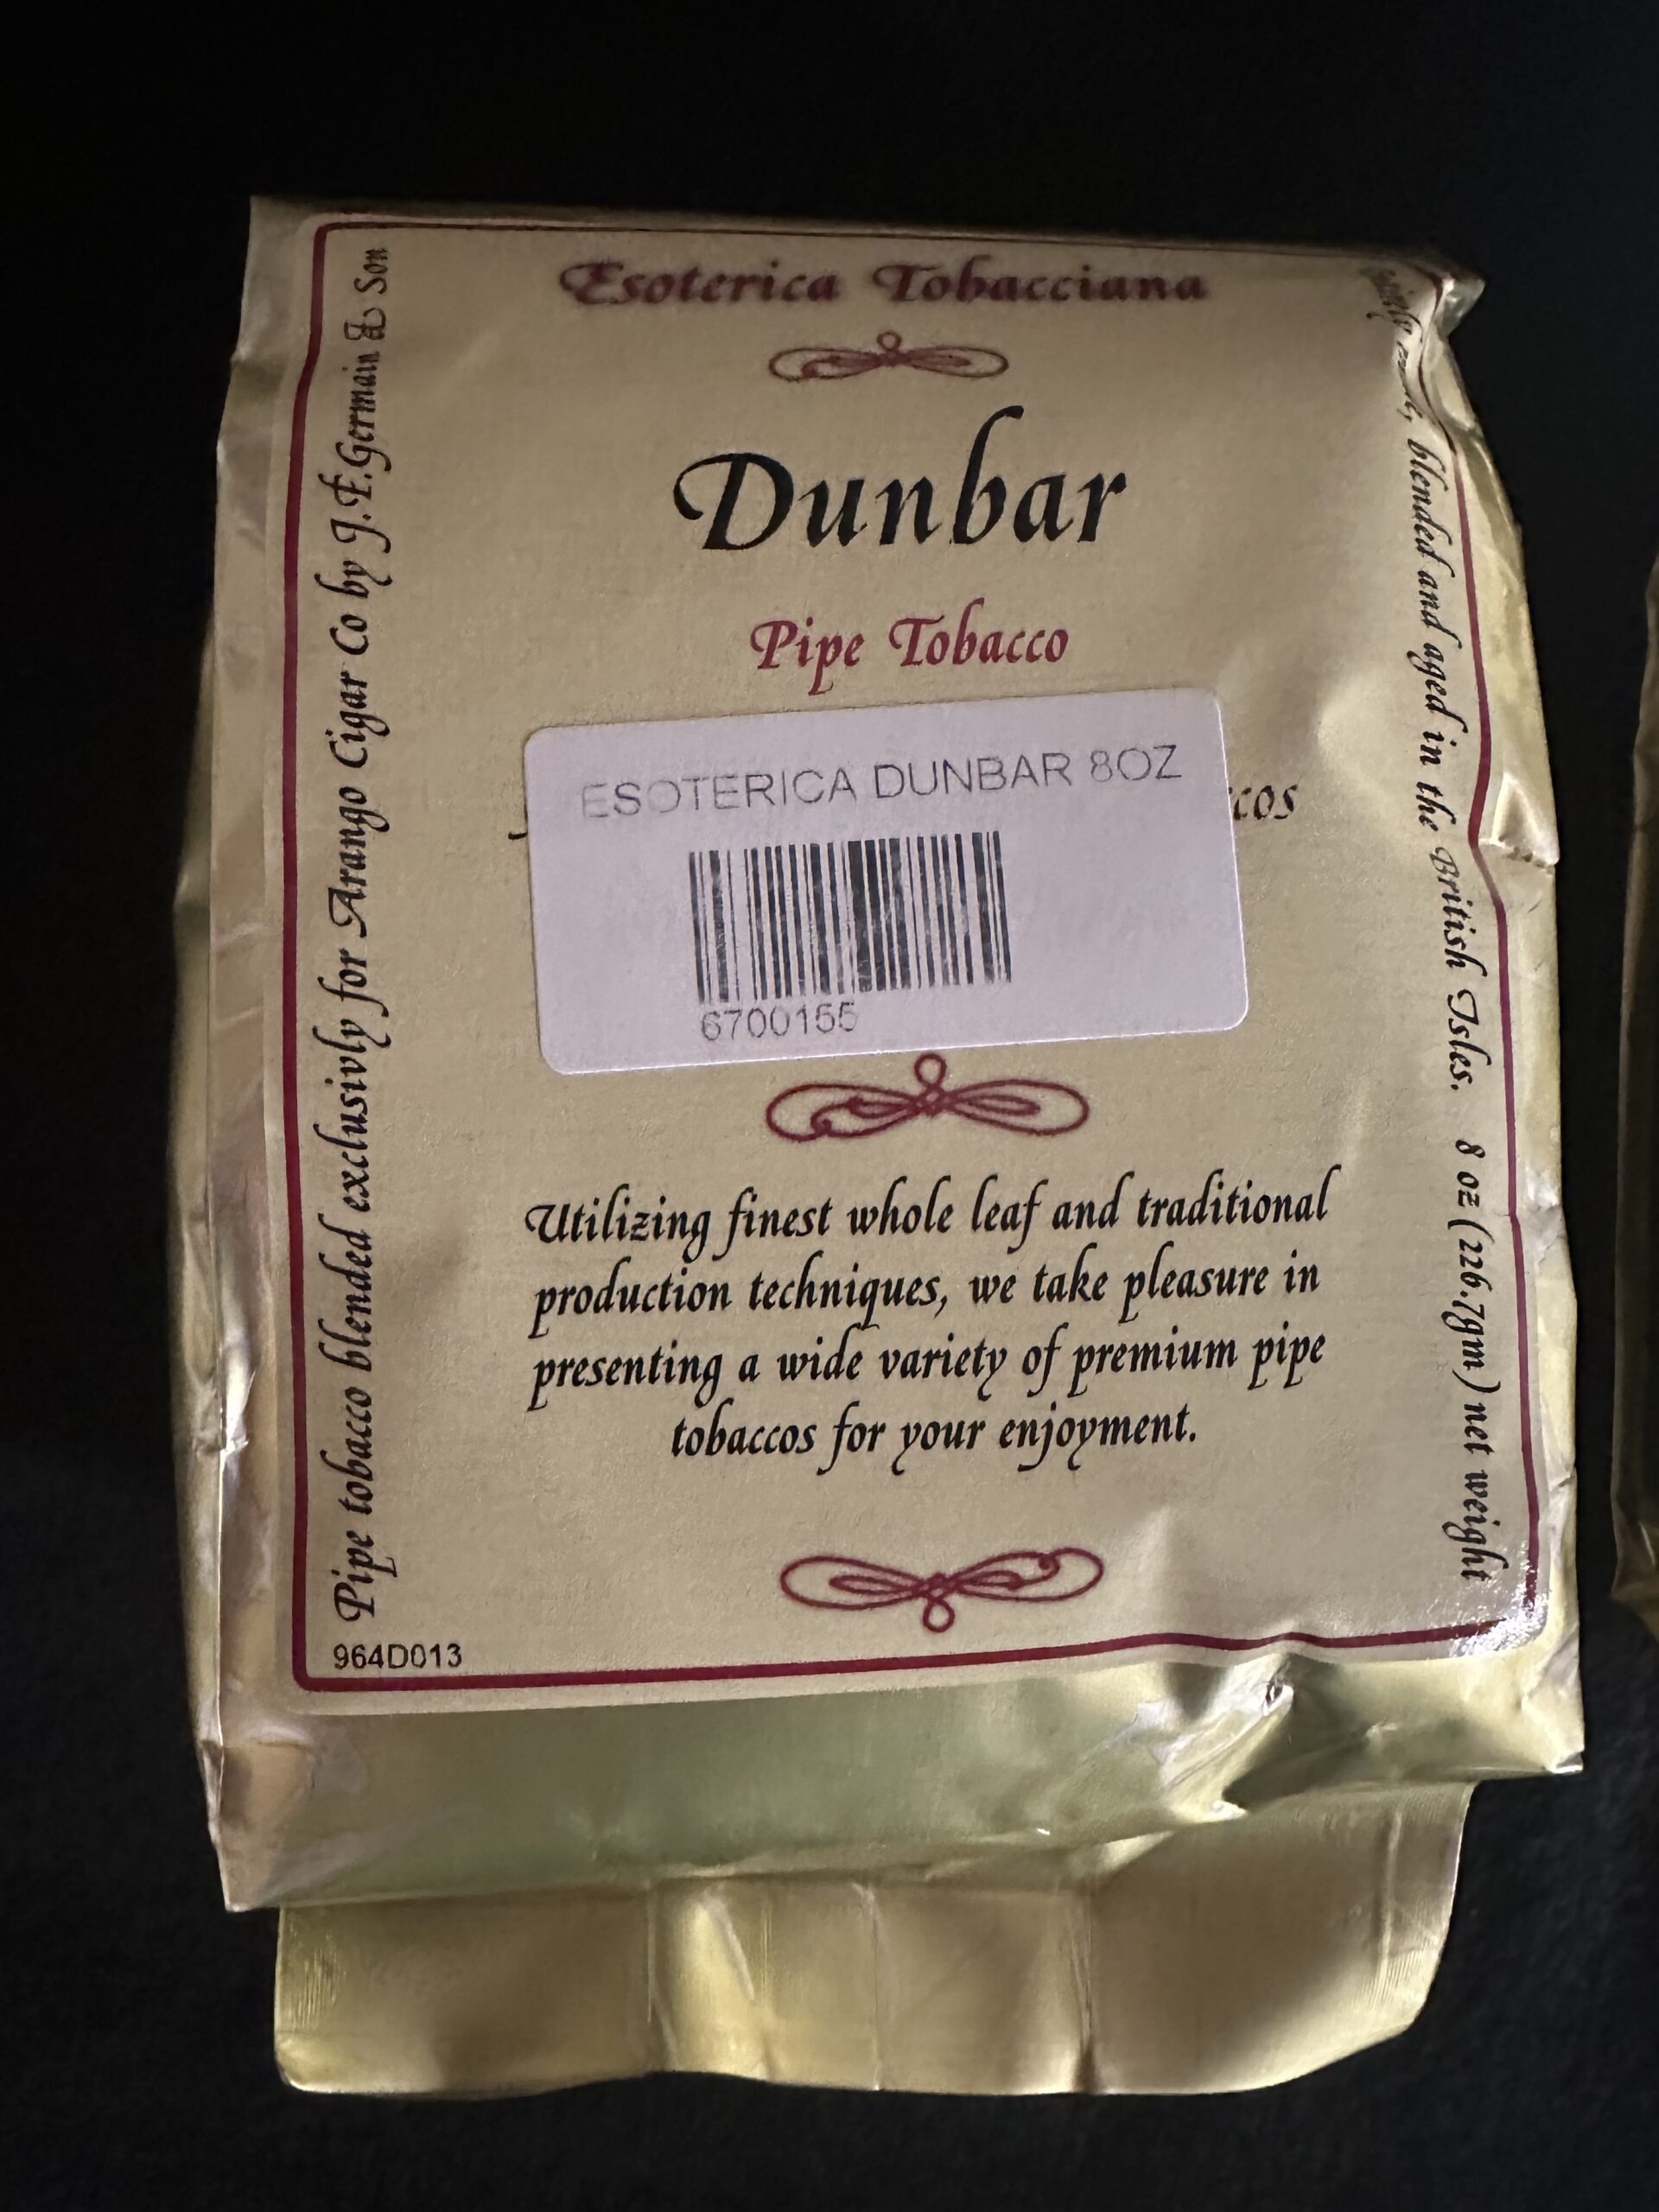 Esoterica Tobacciana
Dunbar
Pipe Tobacco
ESOTERICA DUNBAR 8OZ
6700155
Utilizing finest whole leaf and traditional
production techniques, we take pleasure in
presenting a wide variety of premium pipe
tobaccos for your enjoyment.
Pipe tobacco blended exclusivly for Arango Cigar Co by J.F.Germain & Son
blended and aged in the British Isles. 8 oz (226.7gm) net weight
964D013